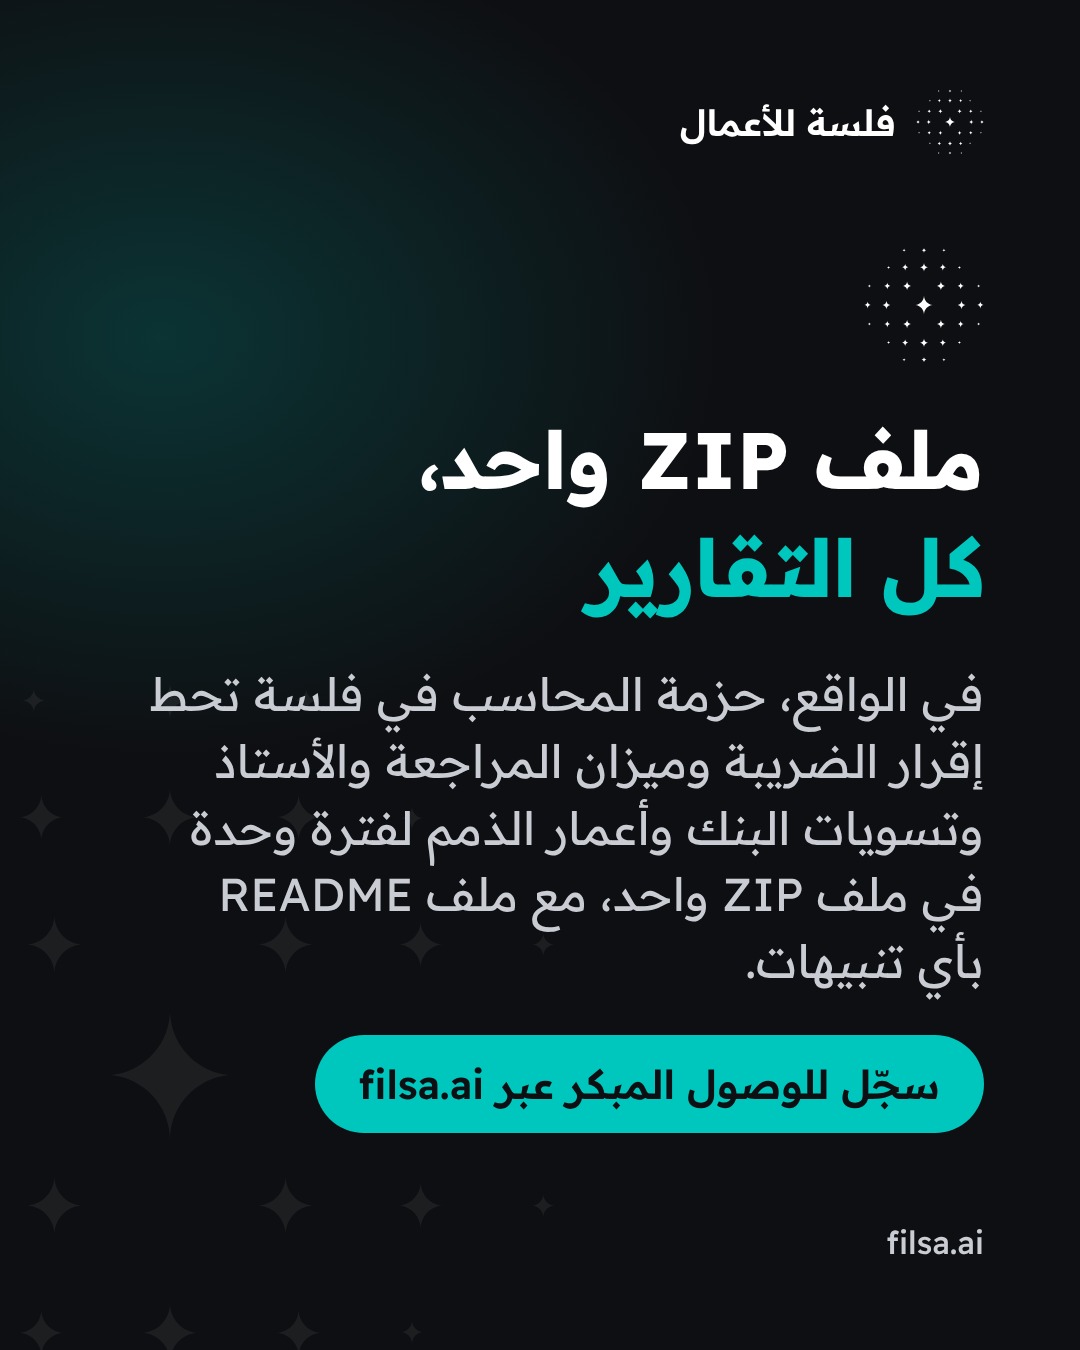 فلسة للأعمال
ملف ZIP واحد،
كل التقارير
في الواقع، حزمة المحاسب في فلسة تحط
إقرار الضريبة وميزان المراجعة والأستاذ
وتسويات البنك وأعمار الذمم لفترة وحدة
في ملف ZIP واحد، مع ملف README
بأي تنبيهات.
سجّل للوصول المبكر عبر filsa.ai
filsa.ai